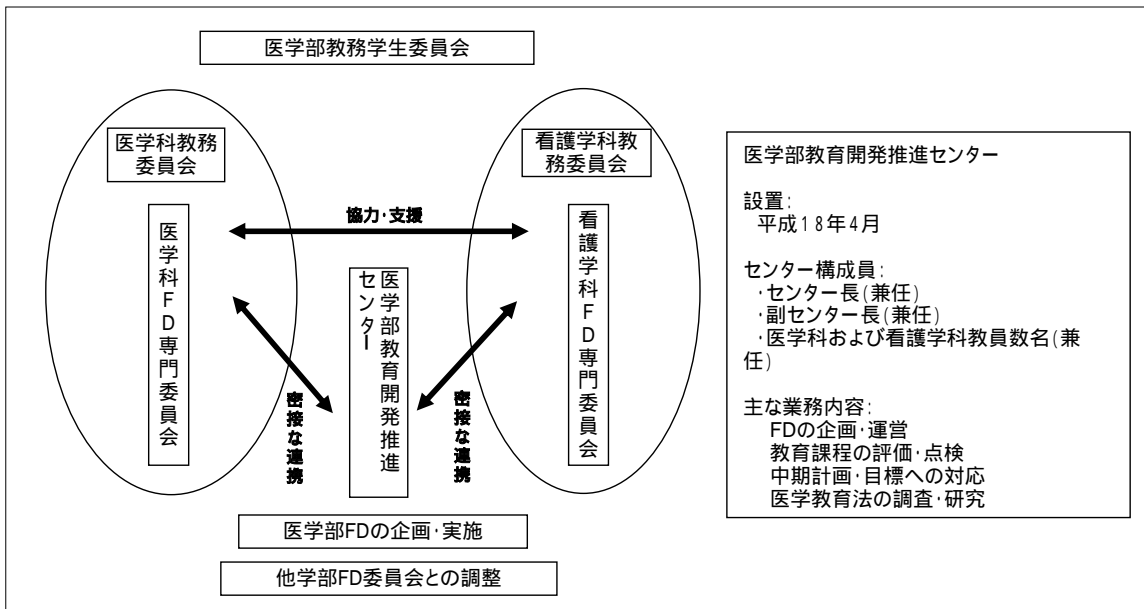 医学部教務学生委員会
医学科教務
委員会
看護学科教
務委員会
協力･支援
医学科FD専門委員会
医学部教育開発推進
センター
看護学科FD専門委員会
密接な連携
密接な連携
医学部FDの企画･実施
他学部FD委員会との調整
医学部教育開発推進センター
設置:
平成18年4月
センター構成員:
･センター長(兼任)
･副センター長(兼任)
･医学科および看護学科教員数名(兼
任)
主な業務内容:
FDの企画･運営
教育課程の評価･点検
中期計画･目標への対応
医学教育法の調査･研究